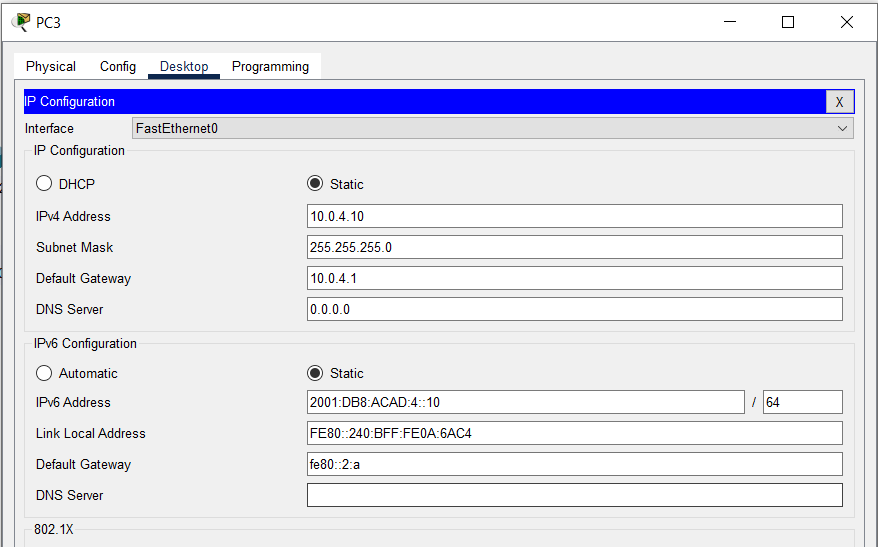 PC3
Physical Config Desktop Programming
IP Configuration X
Interface FastEthernet0
IP Configuration
DHCP Static
IPv4 Address 10.0.4.10
Subnet Mask 255.255.255.0
Default Gateway 10.0.4.1
DNS Server 0.0.0.0
IPv6 Configuration
Automatic Static
IPv6 Address 2001:DB8:ACAD:4::10 / 64
Link Local Address FE80::240:BFF:FE0A:6AC4
Default Gateway fe80::2:a
DNS Server
802.1X